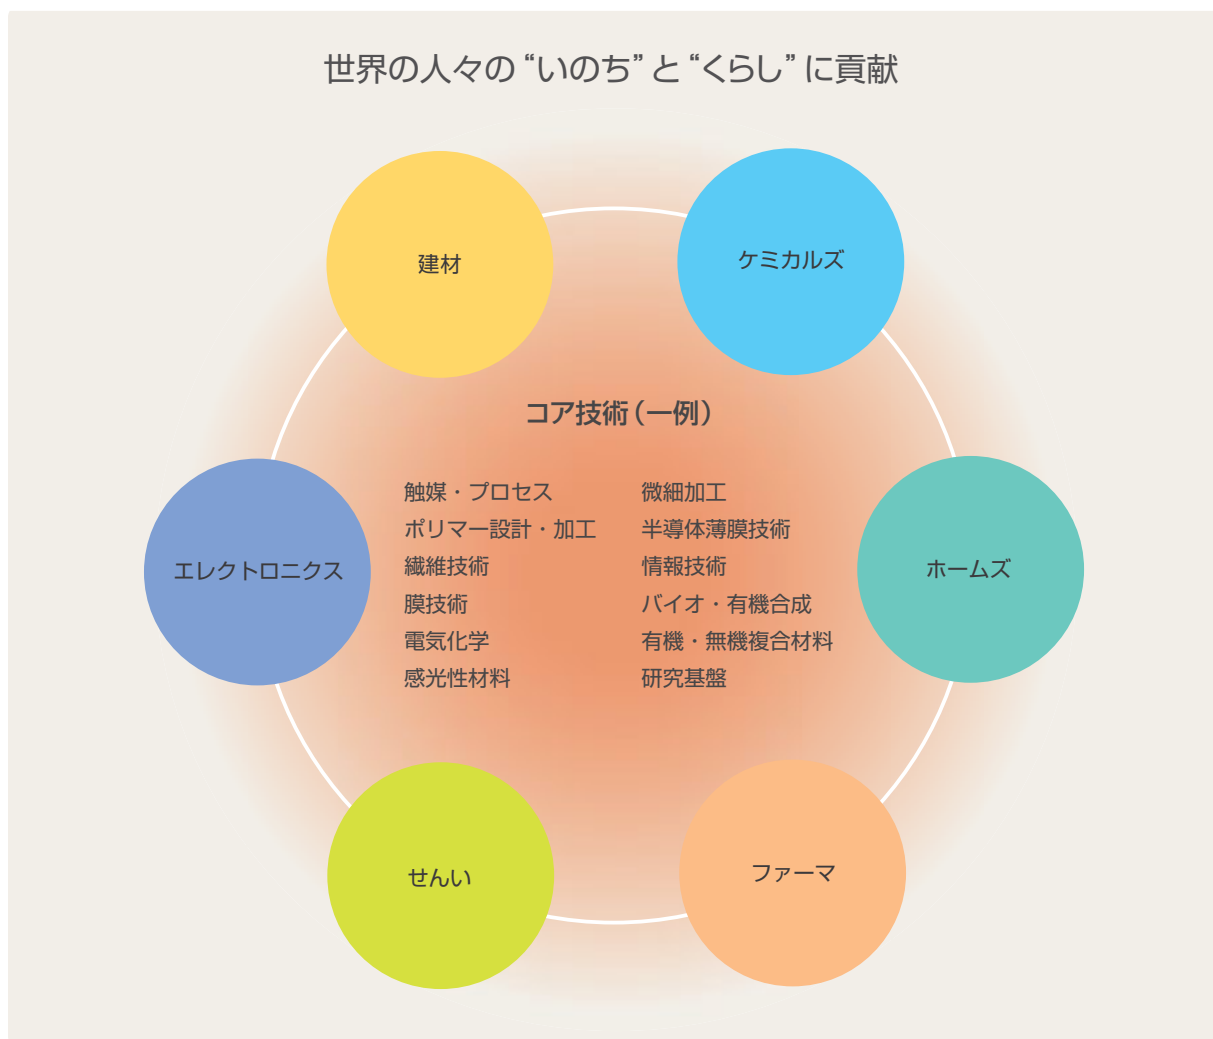 世界の人々の“いのち”と“くらし”に貢献
建材
ケミカルズ
コア技術（一例）
触媒・プロセス
ポリマー設計・加工
繊維技術
膜技術
電気化学
感光性材料
微細加工
半導体薄膜技術
情報技術
バイオ・有機合成
有機・無機複合材料
研究基盤
エレクトロニクス
ホームズ
せんい
ファーマ